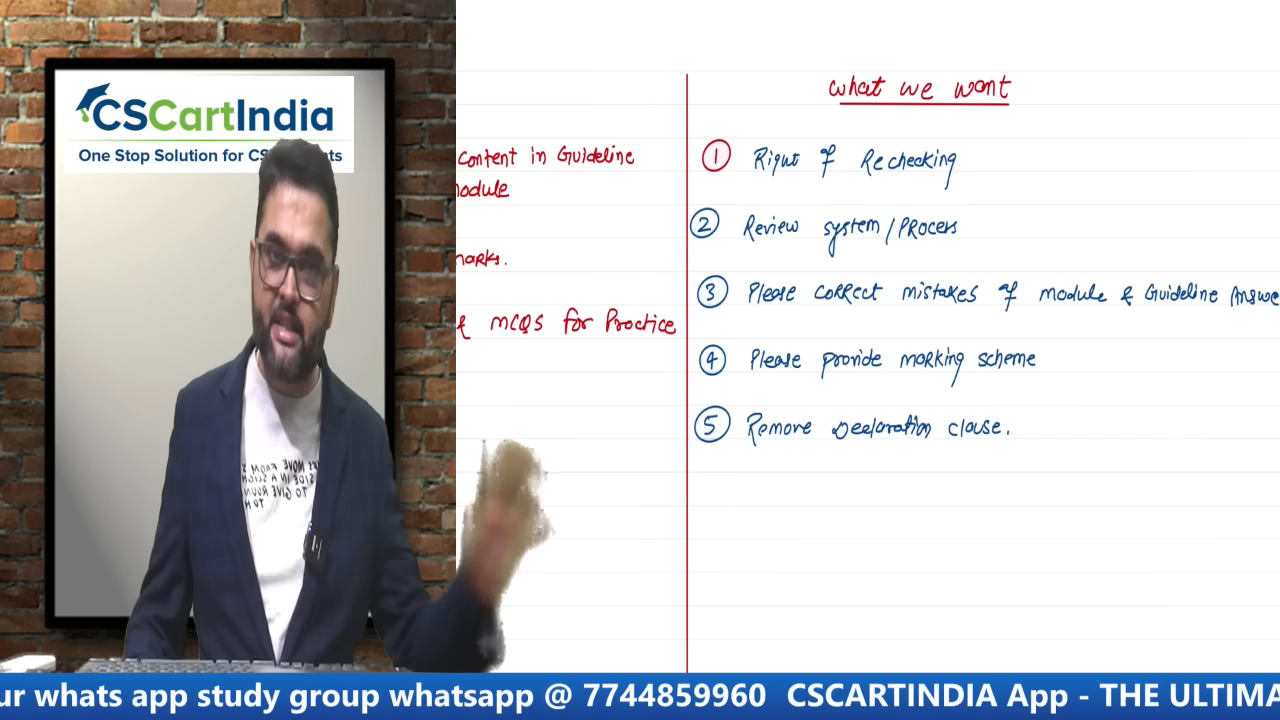 CSCartIndia
One Stop Solution for CS
content in Guideline
module
marks.
& MCQS for Practice
what we want
1 Right of Rechecking
2 Review system/Process
3 Please correct mistakes of module & Guideline Answe
4 Please provide marking scheme
5 Remove Declaration clause.
ur whats app study group whatsapp @ 7744859960 CSCARTINDIA App - THE ULTIMA